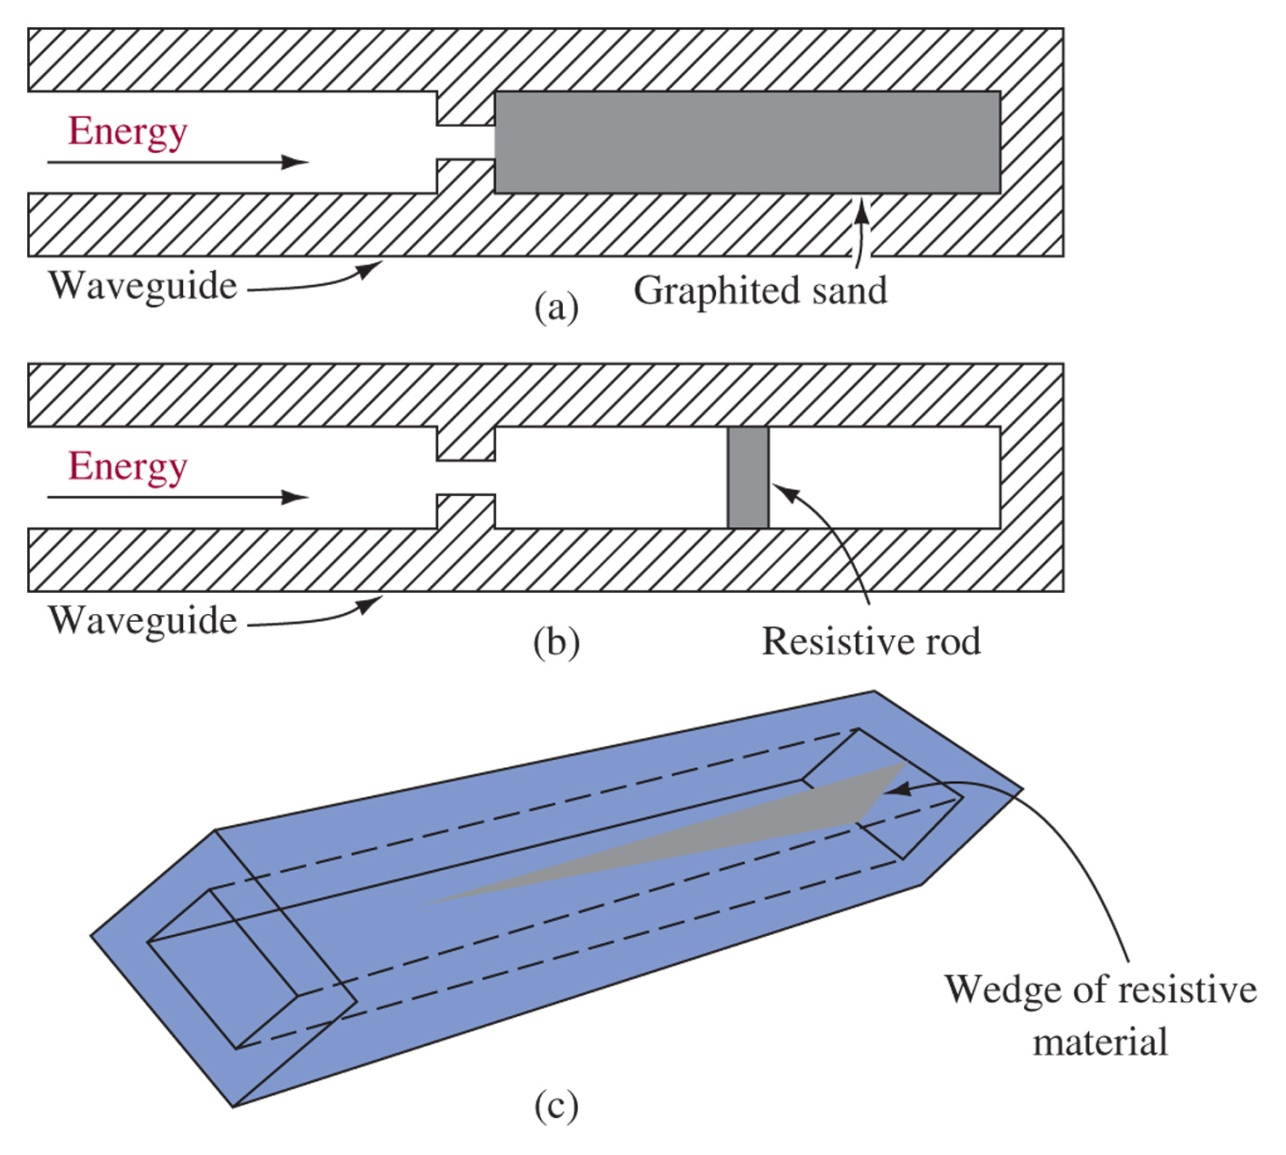 Energy
Waveguide
Graphited sand
(a)
Energy
Waveguide
(b)
Resistive rod
Wedge of resistive
material
(c)